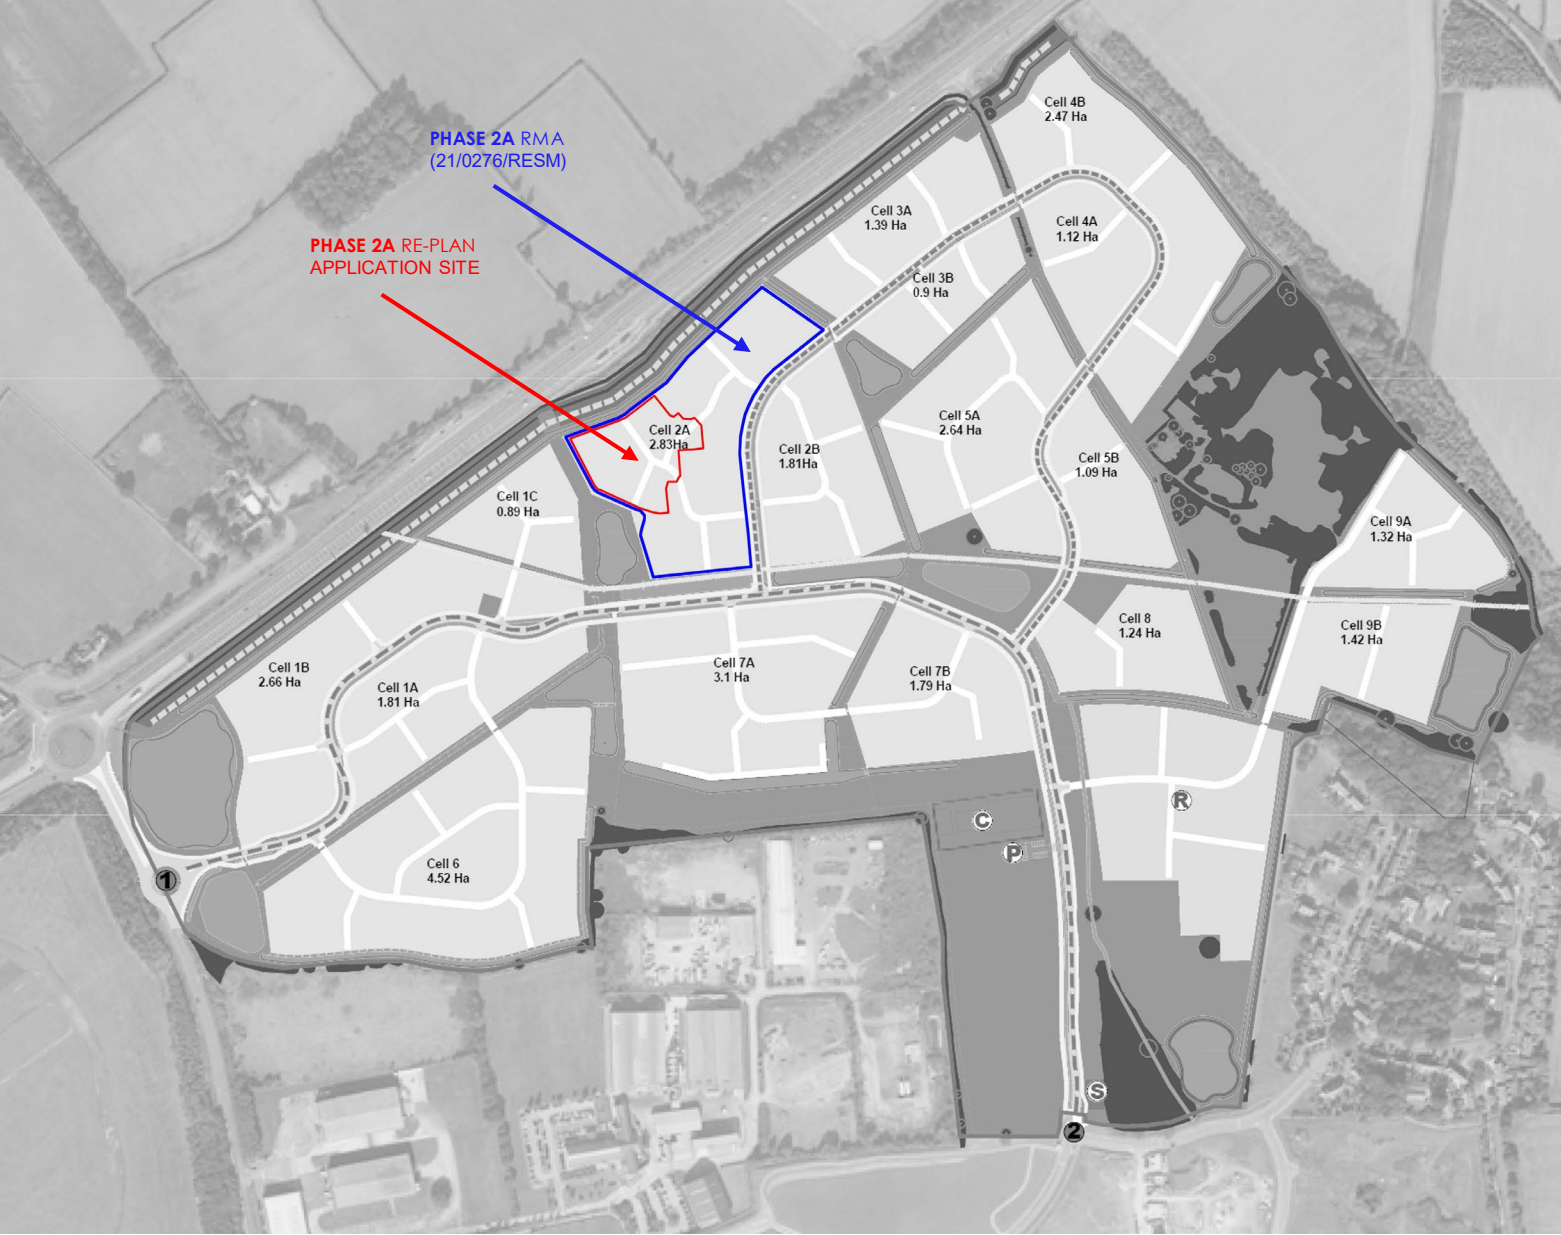 PHASE 2A RMA
(21/0276/RESM)
PHASE 2A RE-PLAN
APPLICATION SITE
Cell 4B
2.47 Ha
Cell 3A
1.39 Ha
Cell 4A
1.12 Ha
Cell 3B
0.9 Ha
Cell 2A
2.83Ha
Cell 5A
2.64 Ha
Cell 2B
1.81Ha
Cell 5B
1.09 Ha
Cell 1C
0.89 Ha
Cell 9A
1.32 Ha
Cell 8
1.24 Ha
Cell 9B
1.42 Ha
Cell 1B
2.66 Ha
Cell 7A
3.1 Ha
Cell 7B
1.79 Ha
Cell 1A
1.81 Ha
R
C
P
Cell 6
4.52 Ha
1
S
2